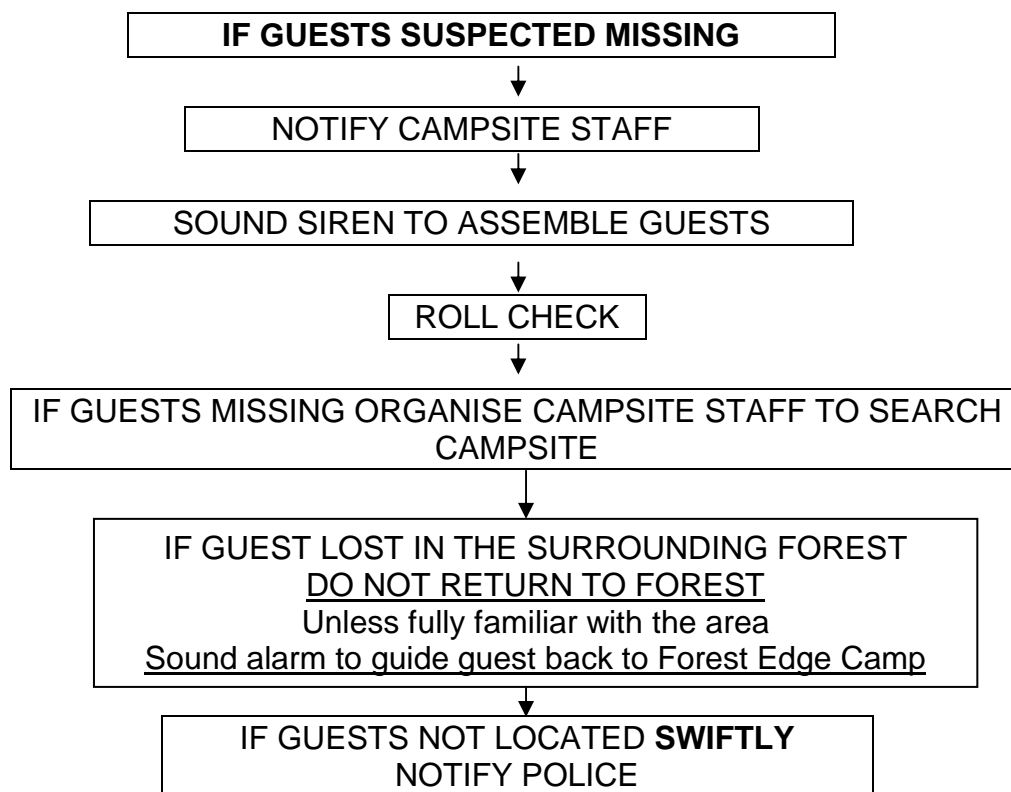 IF GUESTS SUSPECTED MISSING
NOTIFY CAMPSITE STAFF
SOUND SIREN TO ASSEMBLE GUESTS
ROLL CHECK
IF GUESTS MISSING ORGANISE CAMPSITE STAFF TO SEARCH
CAMPSITE
IF GUEST LOST IN THE SURROUNDING FOREST
DO NOT RETURN TO FOREST
Unless fully familiar with the area
Sound alarm to guide guest back to Forest Edge Camp
IF GUESTS NOT LOCATED SWIFTLY
NOTIFY POLICE